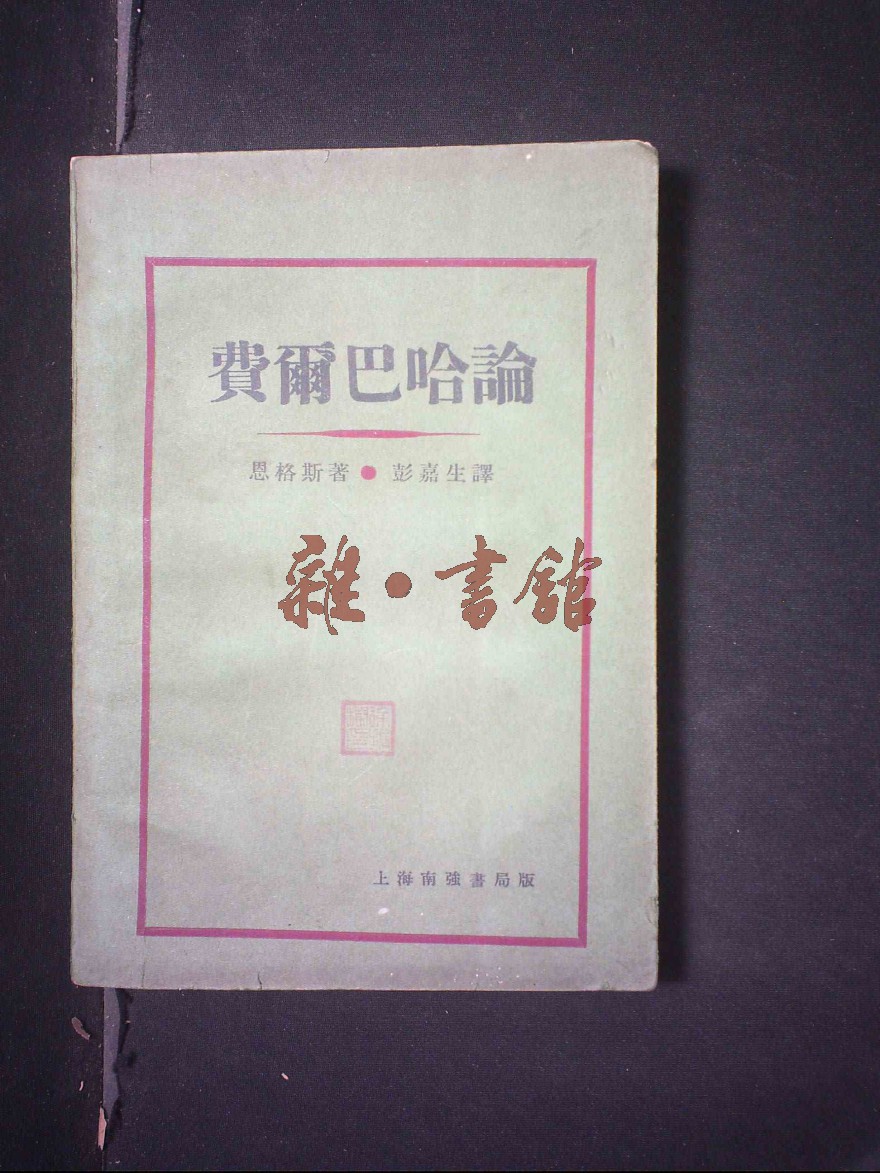 費爾巴哈論
恩格斯著●彭嘉生譯
雜•書館
上海南強書局版